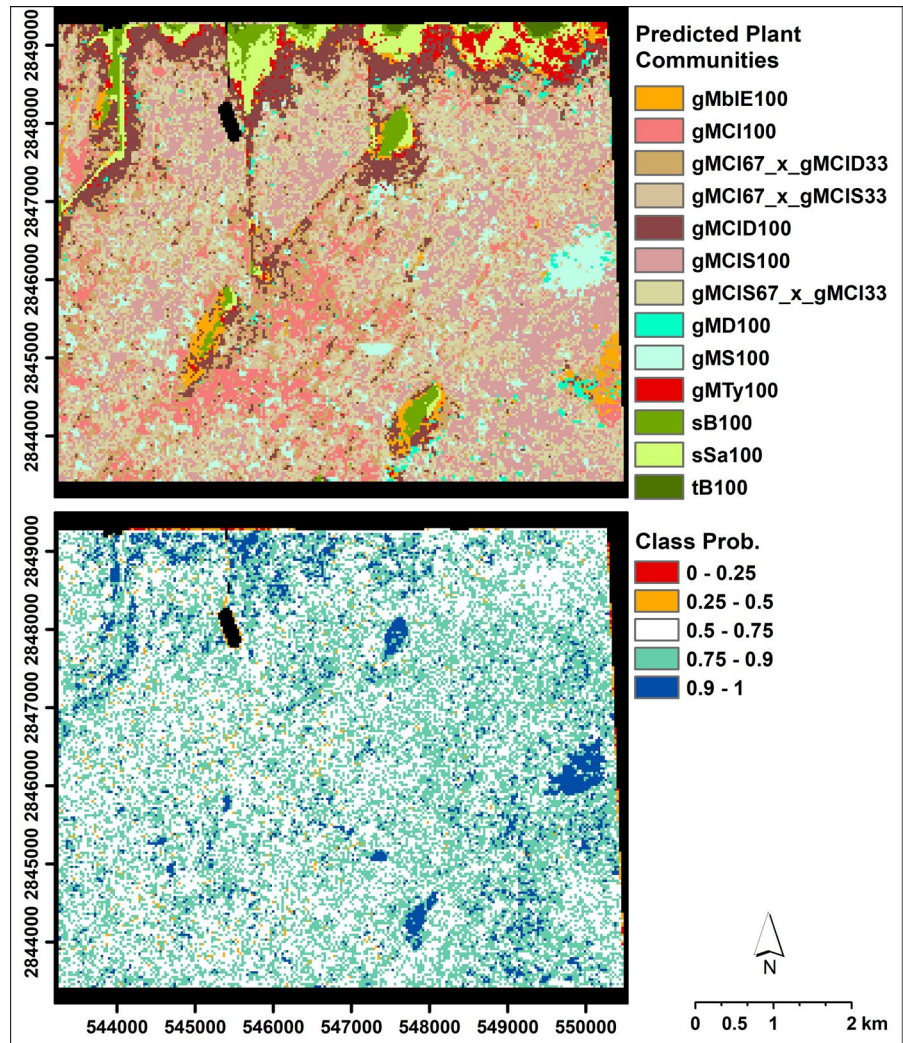 Predicted Plant
Communities
gMblE100
gMCl100
gMCl67_x_gMClD33
gMCl67_x_gMClS33
gMClD100
gMClS100
gMClS67_x_gMCl33
gMD100
gMS100
gMTy100
sB100
sSa100
tB100
2849000
2848000
2847000
2846000
2845000
2844000
Class Prob.
0 - 0.25
0.25 - 0.5
0.5 - 0.75
0.75 - 0.9
0.9 - 1
2849000
2848000
2847000
2846000
2845000
2844000
544000 545000 546000 547000 548000 549000 550000
N
0 0.5 1 2 km